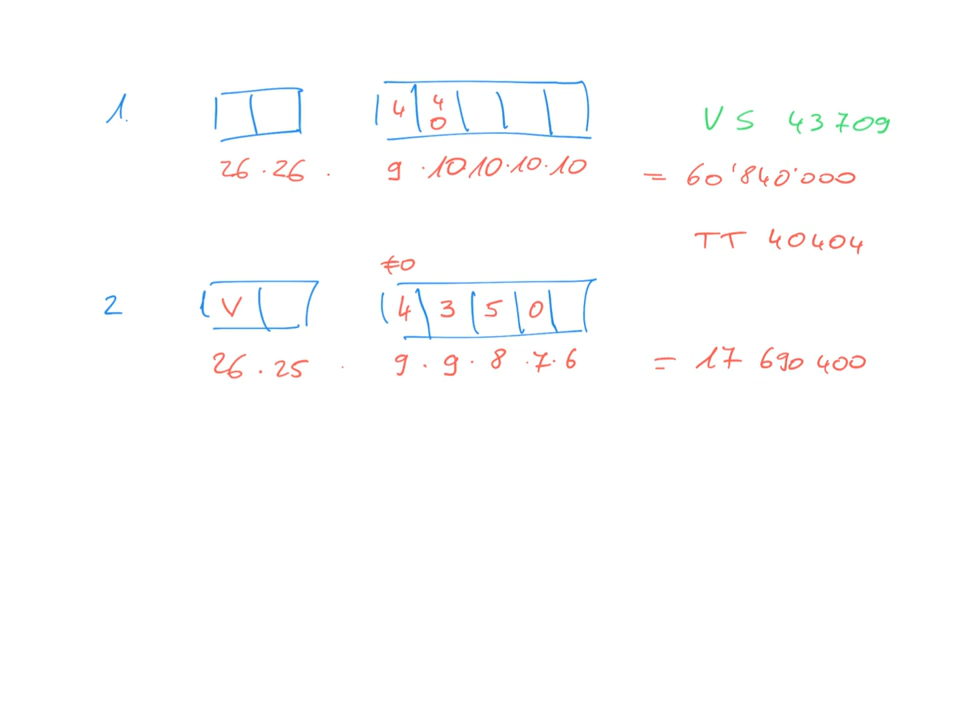 1. 4 4 0 VS 43709
26 · 26 · 9 · 10 10 · 10 · 10 = 60'840'000
TT 40404
≠0
2 V 4 3 5 0
26 · 25 · 9 · 9 · 8 · 7 · 6 = 17 690 400